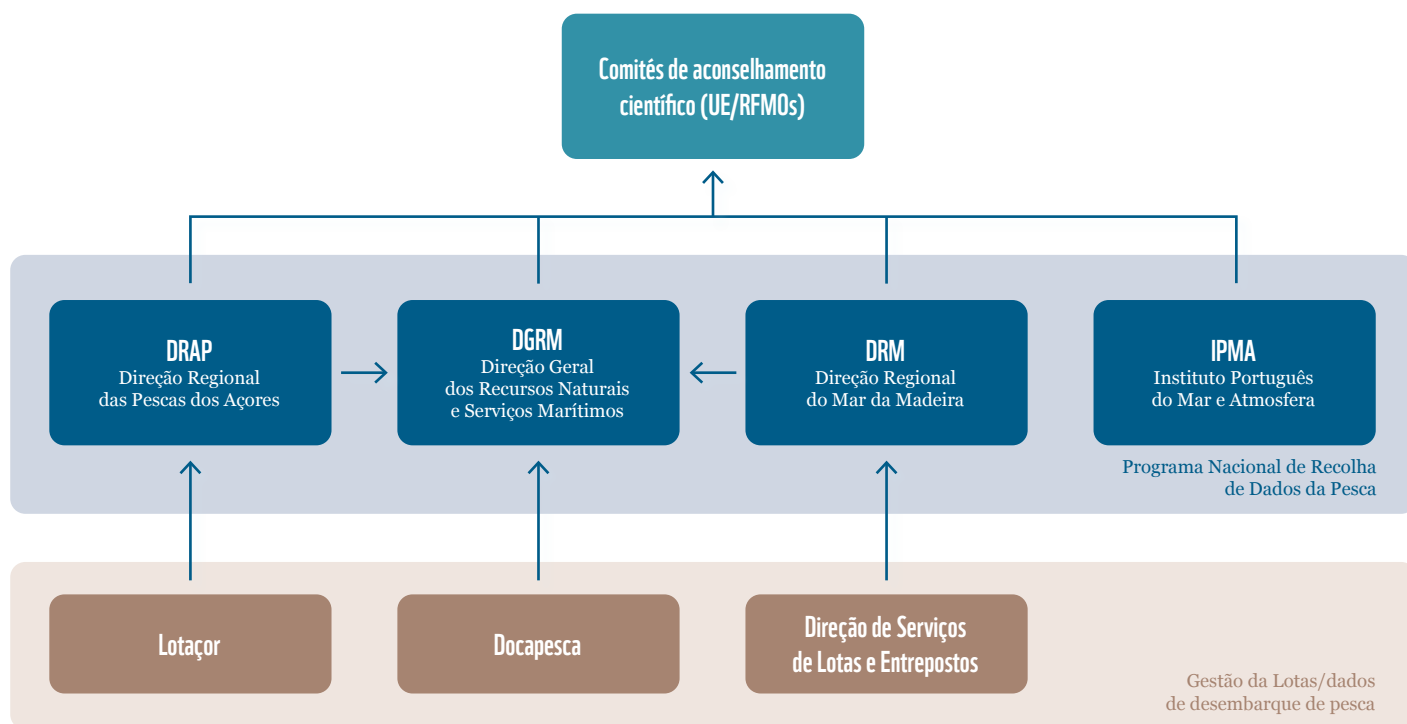 Comités de aconselhamento
científico (UE/RFMOs)
DRAP
Direção Regional
das Pescas dos Açores
DGRM
Direção Geral
dos Recursos Naturais
e Serviços Marítimos
DRM
Direção Regional
do Mar da Madeira
IPMA
Instituto Português
do Mar e Atmosfera
Programa Nacional de Recolha
de Dados da Pesca
Lotaçor
Docapesca
Direção de Serviços
de Lotas e Entrepostos
Gestão da Lotas/dados
de desembarque de pesca